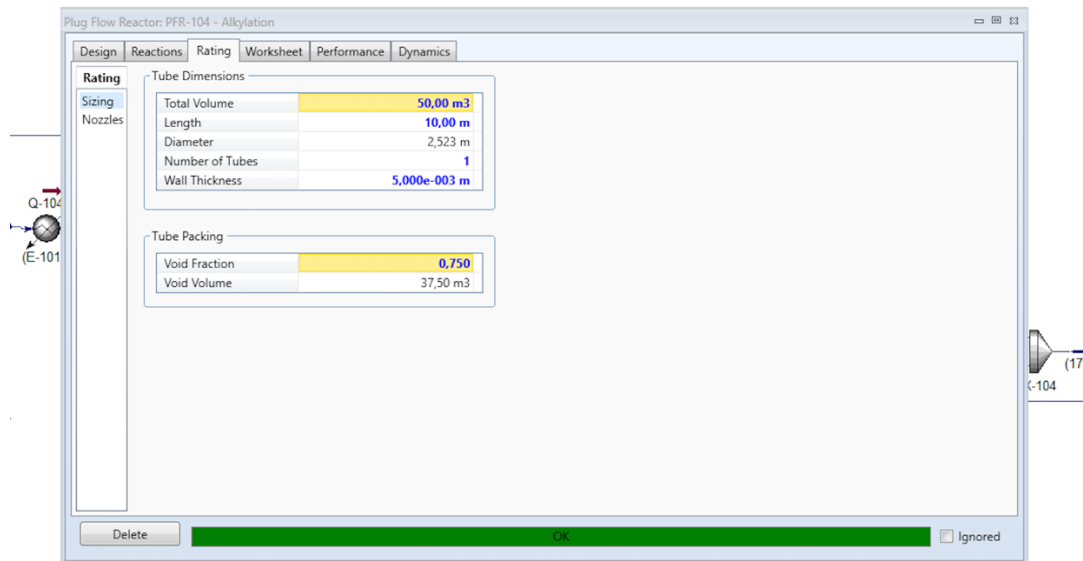 Plug Flow Reactor: PFR-104 - Alkylation
Design Reactions Rating Worksheet Performance Dynamics
Rating
Sizing
Nozzles
Tube Dimensions
Total Volume 50,00 m3
Length 10,00 m
Diameter 2,523 m
Number of Tubes 1
Wall Thickness 5,000e-003 m
Tube Packing
Void Fraction 0,750
Void Volume 37,50 m3
Q-104
(E-101
(17
-104
Delete
OK
Ignored